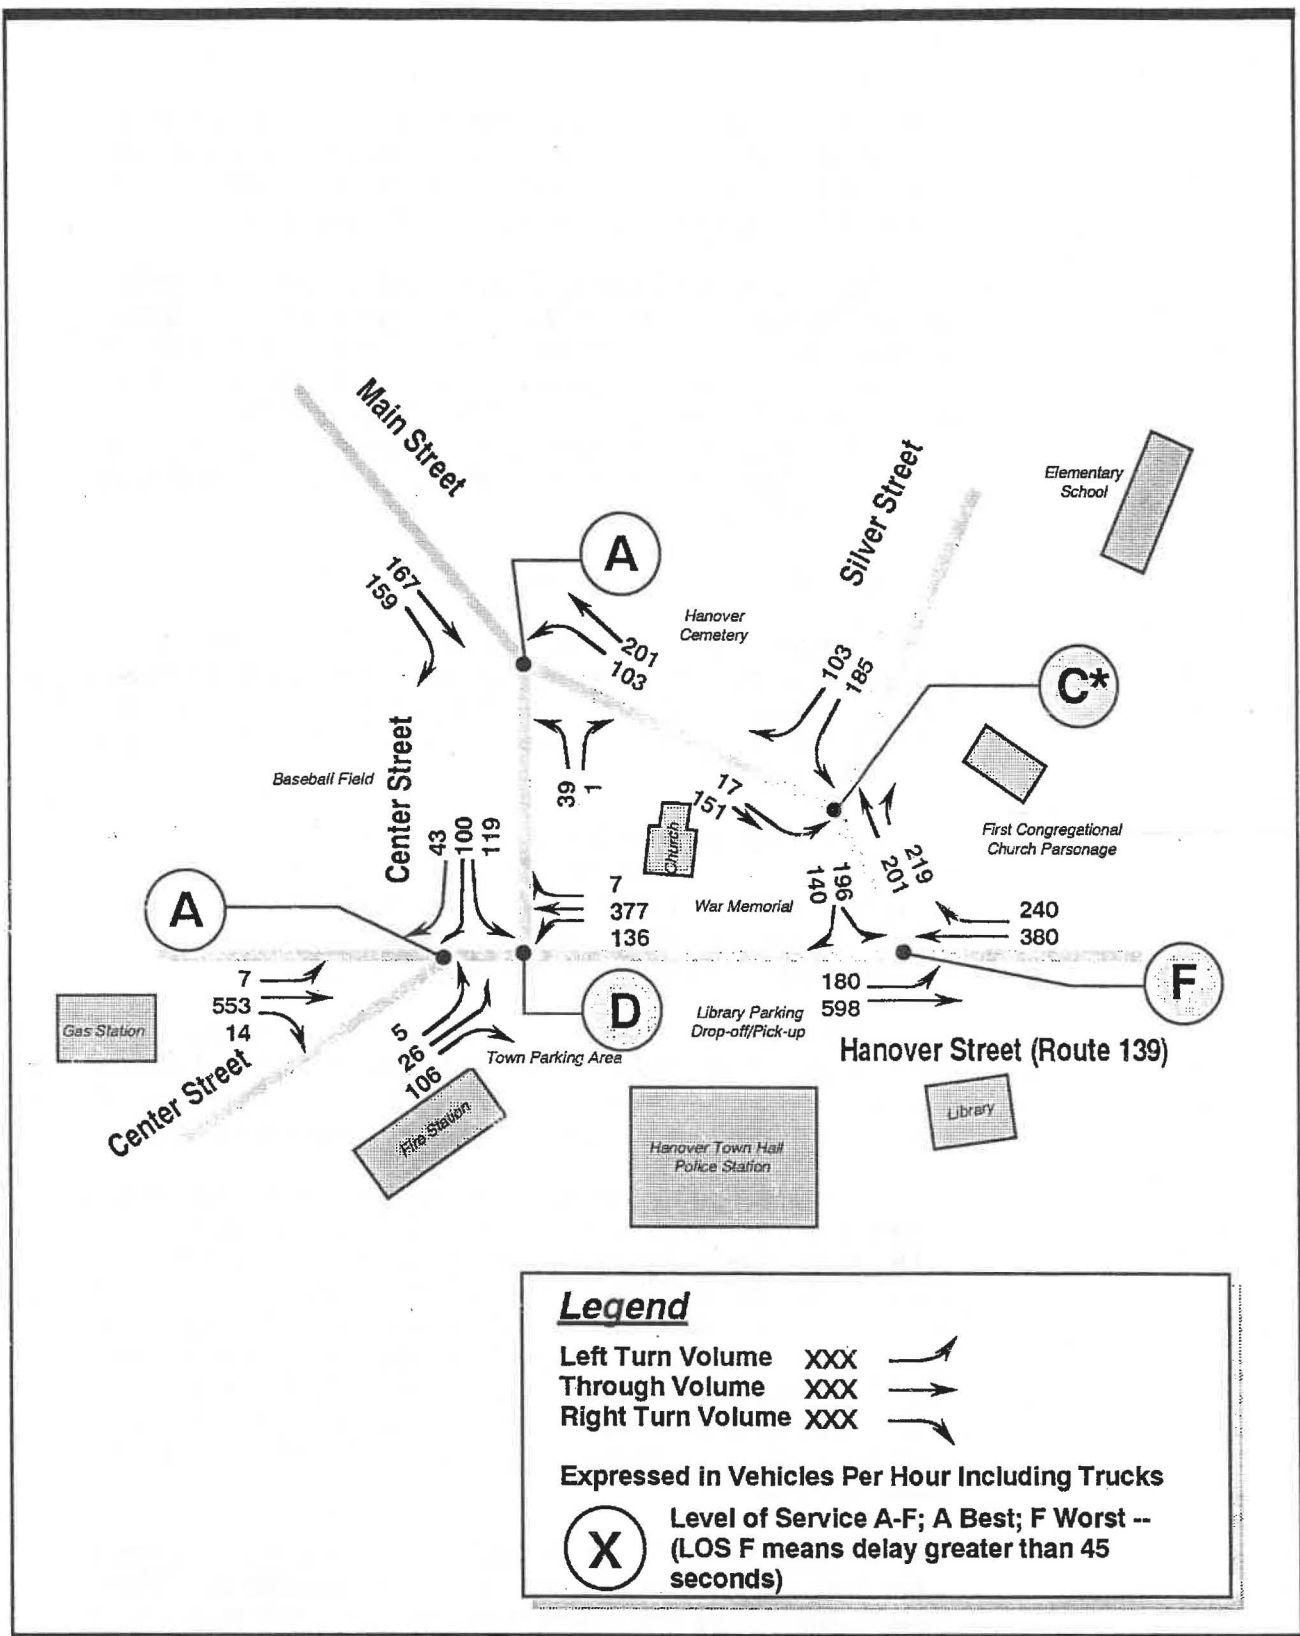 Main Street
Silver Street
Elementary
School
A
167
159
Hanover
Cemetery
201
103
103
185
C*
Center Street
Baseball Field
39
1
17
151
Church
First Congregational
Church Parsonage
43
100
119
219
201
A
7
377
136
War Memorial
140
196
240
380
7
553
14
Gas Station
D
180
598
F
Library Parking
Drop-off/Pick-up
5
26
106
Town Parking Area
Hanover Street (Route 139)
Center Street
Fire Station
Hanover Town Hall
Police Station
Library
Legend
Left Turn Volume XXX
Through Volume XXX
Right Turn Volume XXX
Expressed in Vehicles Per Hour Including Trucks
X
Level of Service A-F; A Best; F Worst --
(LOS F means delay greater than 45
seconds)